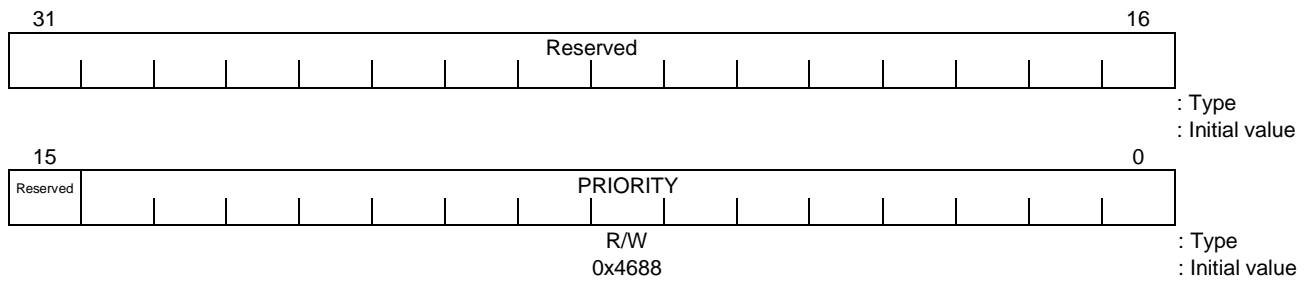 31 16
Reserved
: Type
: Initial value
15 0
Reserved PRIORITY
R/W : Type
0x4688 : Initial value